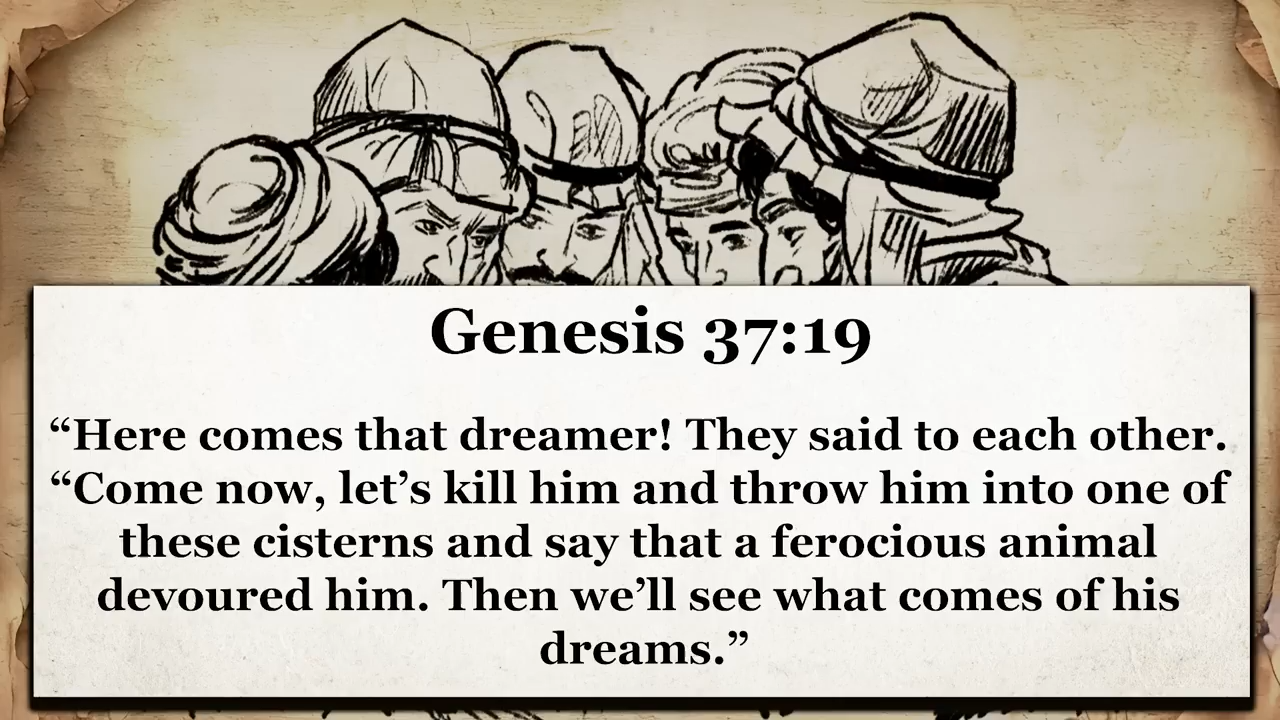 Genesis 37:19
“Here comes that dreamer! They said to each other.
“Come now, let’s kill him and throw him into one of
these cisterns and say that a ferocious animal
devoured him. Then we’ll see what comes of his
dreams.”